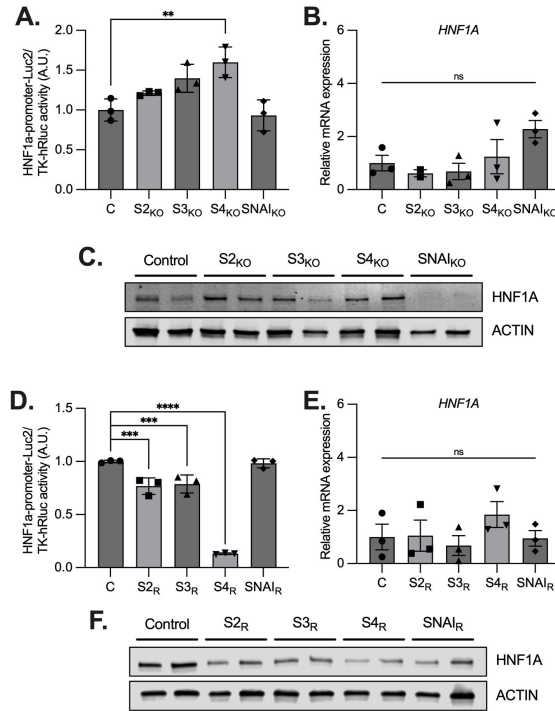 A.
**
HNF1a-promoter-Luc2/
TK-hRluc activity (A.U.)
2.0
1.5
1.0
0.5
0.0
C S2KO S3KO S4KO SNAIKO
B.
HNF1A
Relative mRNA expression
6
4
2
0
ns
C S2KO S3KO S4KO SNAIKO
C.
Control S2KO S3KO S4KO SNAIKO
HNF1A
ACTIN
D.
****
***
***
HNF1a-promoter-Luc2/
TK-hRluc activity (A.U.)
1.5
1.0
0.5
0.0
C S2R S3R S4R SNAIR
E.
HNF1A
Relative mRNA expression
6
4
2
0
ns
C S2R S3R S4R SNAIR
F.
Control S2R S3R S4R SNAIR
HNF1A
ACTIN